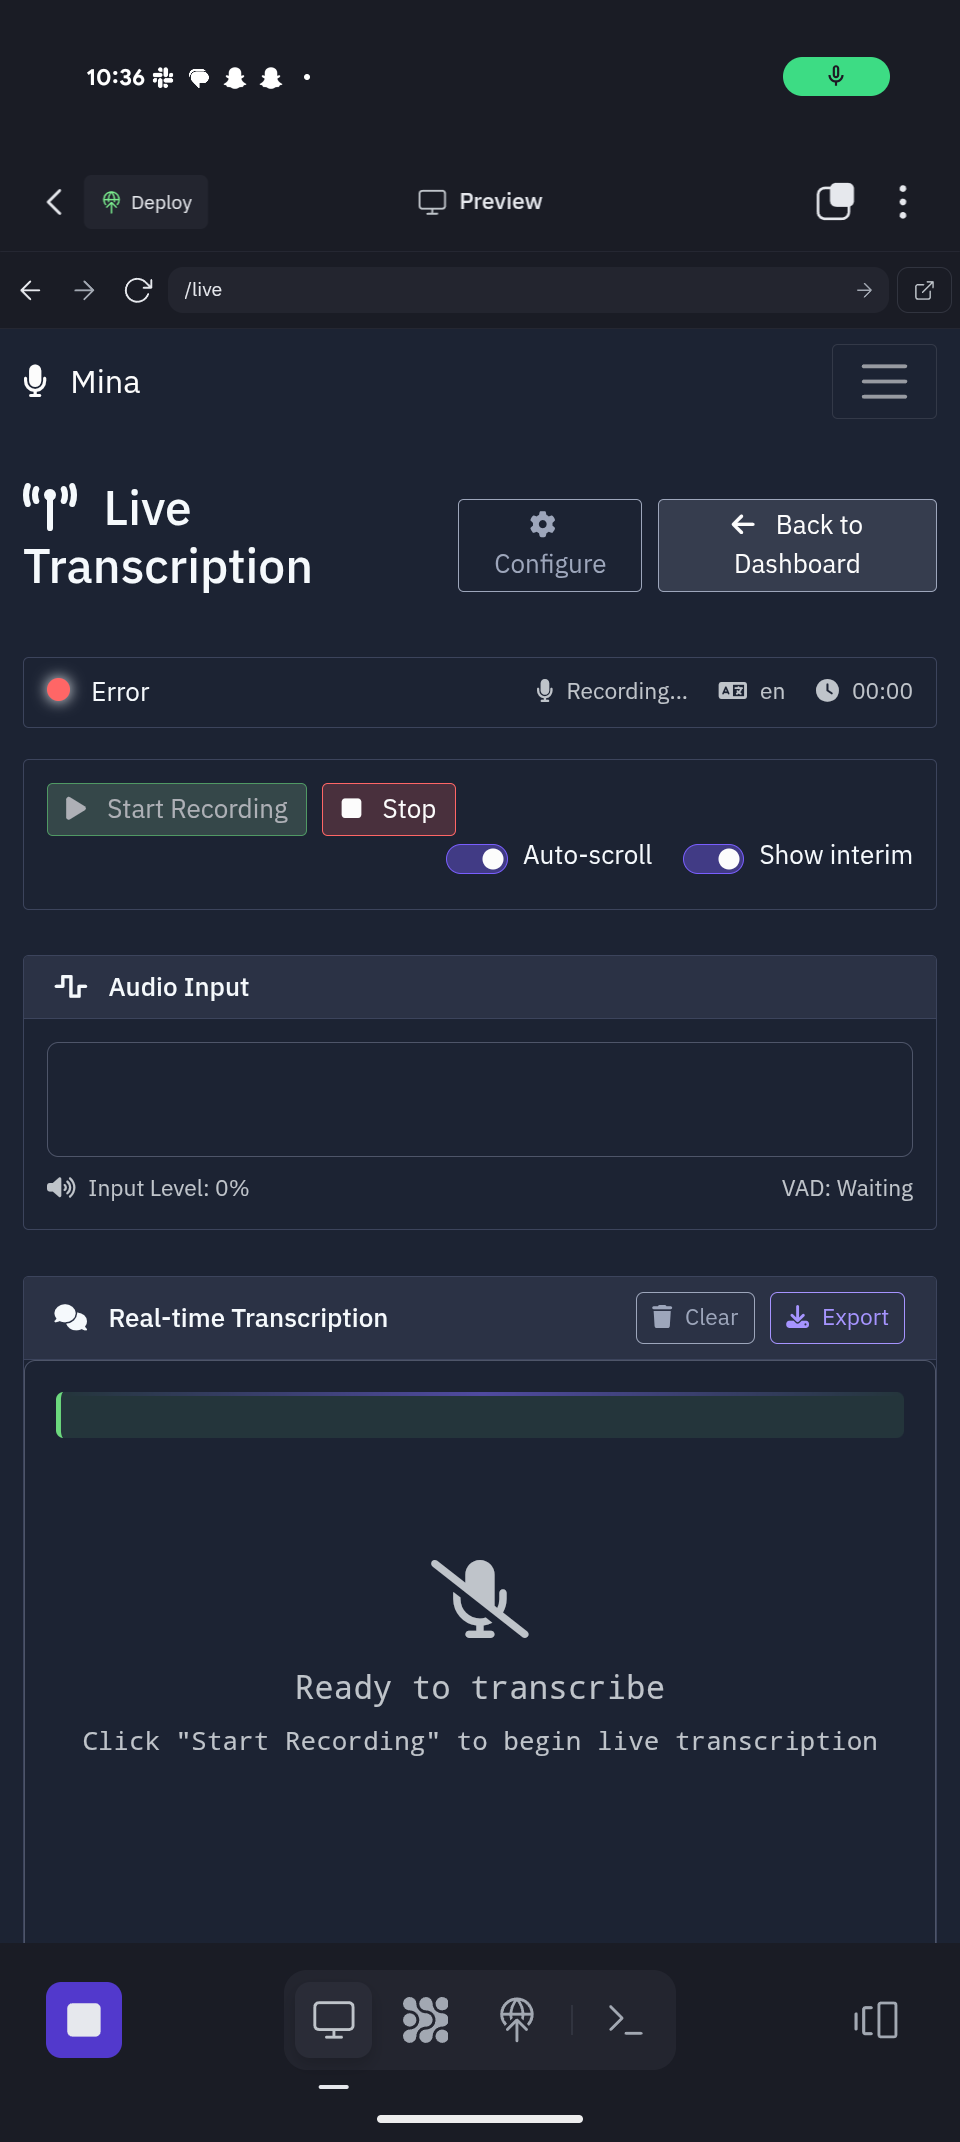 10:36
Deploy
Preview
/live
Mina
Live Transcription
Configure
Back to Dashboard
Error
Recording...
en
00:00
Start Recording
Stop
Auto-scroll
Show interim
Audio Input
Input Level: 0%
VAD: Waiting
Real-time Transcription
Clear
Export
Ready to transcribe
Click "Start Recording" to begin live transcription